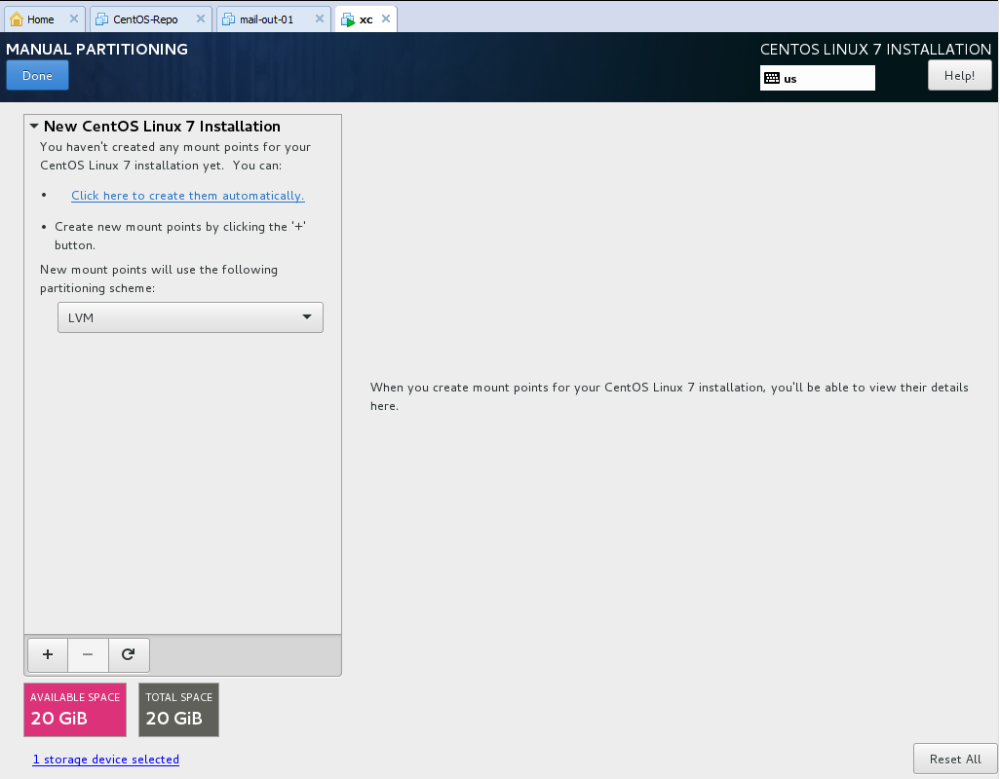 Home
CentOS-Repo
mail-out-01
xc
MANUAL PARTITIONING
CENTOS LINUX 7 INSTALLATION
Done
us
Help!
New CentOS Linux 7 Installation
You haven't created any mount points for your
CentOS Linux 7 installation yet.  You can:
• Click here to create them automatically.
• Create new mount points by clicking the '+'
button.
New mount points will use the following
partitioning scheme:
LVM
When you create mount points for your CentOS Linux 7 installation, you'll be able to view their details
here.
AVAILABLE SPACE
20 GiB
TOTAL SPACE
20 GiB
1 storage device selected
Reset All